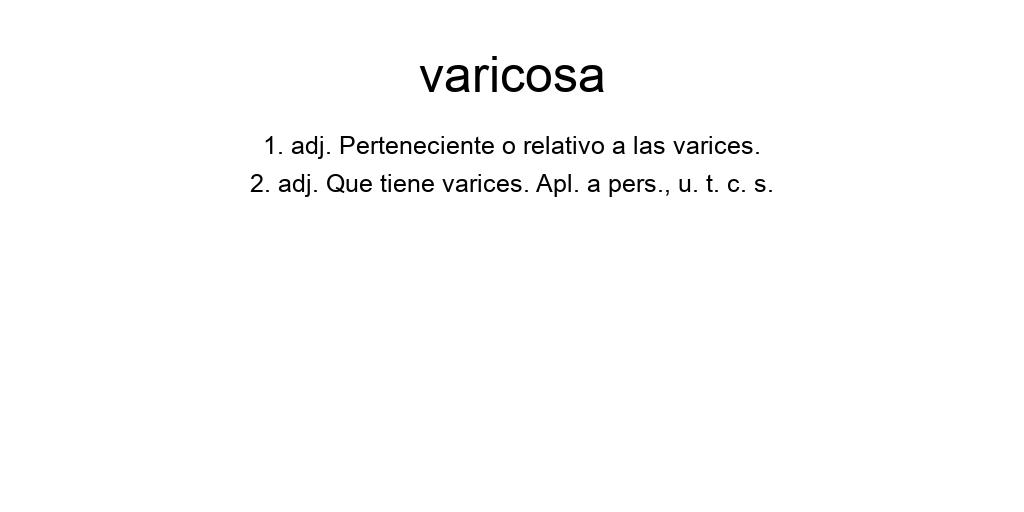 varicosa
1. adj. Perteneciente o relativo a las varices.
2. adj. Que tiene varices. Apl. a pers., u. t. c. s.